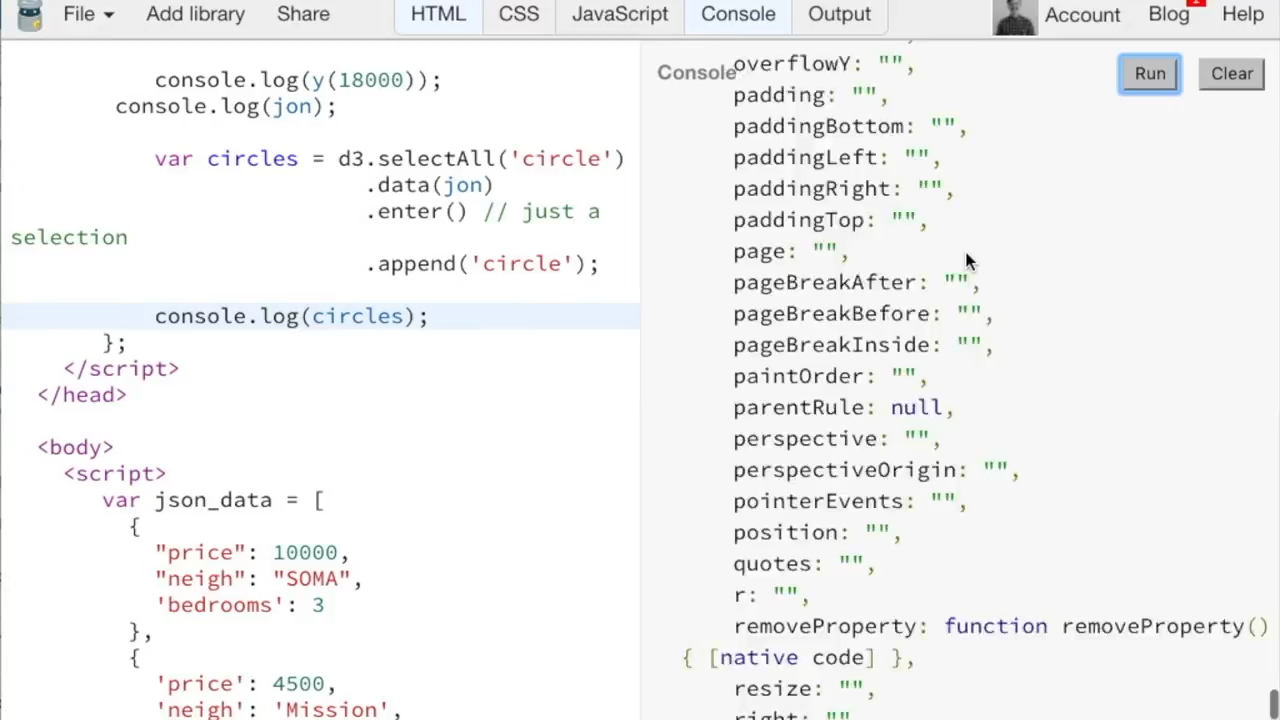 File
Add library
Share
HTML
CSS
JavaScript
Console
Output
Account
Blog
Help
console.log(y(18000));
console.log(jon);
var circles = d3.selectAll('circle')
.data(jon)
.enter() // just a
selection
.append('circle');
console.log(circles);
};
</script>
</head>
<body>
<script>
var json_data = [
{
"price": 10000,
"neigh": "SOMA",
'bedrooms': 3
},
{
'price': 4500,
'neigh': 'Mission',
Console
Run
Clear
overflowY: "",
padding: "",
paddingBottom: "",
paddingLeft: "",
paddingRight: "",
paddingTop: "",
page: "",
pageBreakAfter: "",
pageBreakBefore: "",
pageBreakInside: "",
paintOrder: "",
parentRule: null,
perspective: "",
perspectiveOrigin: "",
pointerEvents: "",
position: "",
quotes: "",
r: "",
removeProperty: function removeProperty()
{ [native code] },
resize: "",
right: ""